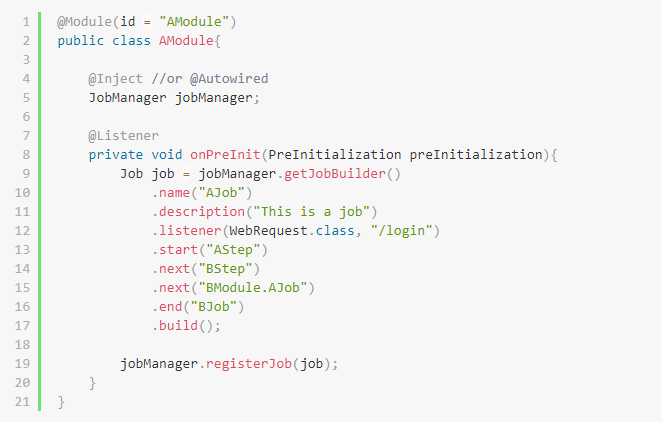 1 @Module(id = "AModule")
2 public class AModule{
3
4     @Inject //or @Autowired
5     JobManager jobManager;
6
7     @Listener
8     private void onPreInit(PreInitialization preInitialization){
9         Job job = jobManager.getJobBuilder()
10             .name("AJob")
11             .description("This is a job")
12             .listener(WebRequest.class, "/login")
13             .start("AStep")
14             .next("BStep")
15             .next("BModule.AJob")
16             .end("BJob")
17             .build();
18
19         jobManager.registerJob(job);
20     }
21 }